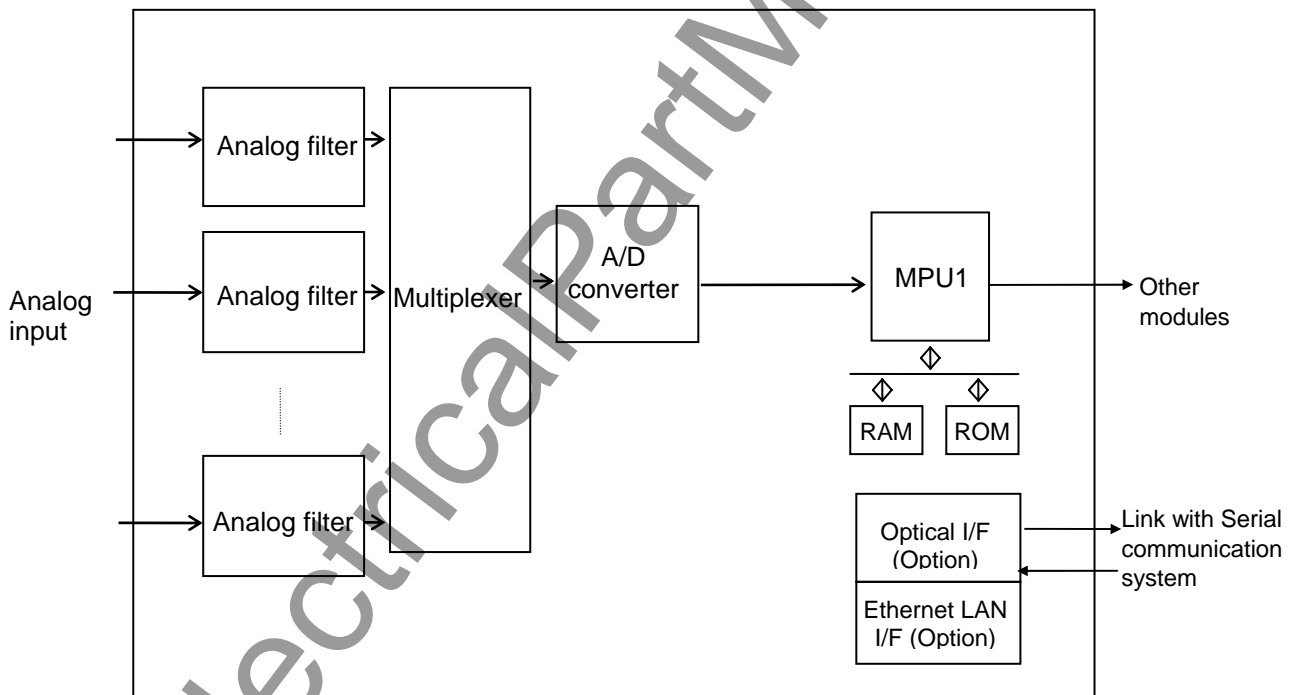 Analog filter
Analog filter
Analog filter
Analog
input
Multiplexer
A/D
converter
MPU1
Other
modules
RAM
ROM
Optical I/F
(Option)
Ethernet LAN
I/F (Option)
Link with Serial
communication
system
lectricalPartM